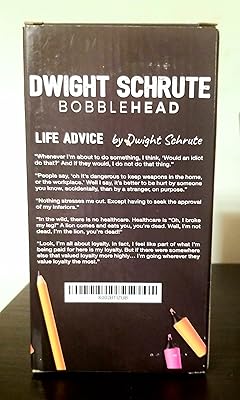 DWIGHT SCHRUTE
BOBBLEHEAD
LIFE ADVICE by Dwight Schrute
"Whenever I'm about to do something, I think, 'Would an idiot
do that?' And if they would, I do not do that thing."
"People say, 'oh it's dangerous to keep weapons in the home,
or the workplace.' Well I say, it's better to be hurt by someone
you know, accidentally, than by a stranger, on purpose."
"Nothing stresses me out. Except having to seek the approval
of my inferiors."
"In the wild, there is no healthcare. Healthcare is "Oh, I broke
my leg!" A lion comes and eats you, you're dead. Well, I'm not
dead, I'm the lion, you're dead!"
"Look, I'm all about loyalty. In fact, I feel like part of what I'm
being paid for here is my loyalty. But if there were somewhere
else that valued loyalty more highly... I'm going wherever
they value loyalty the most."